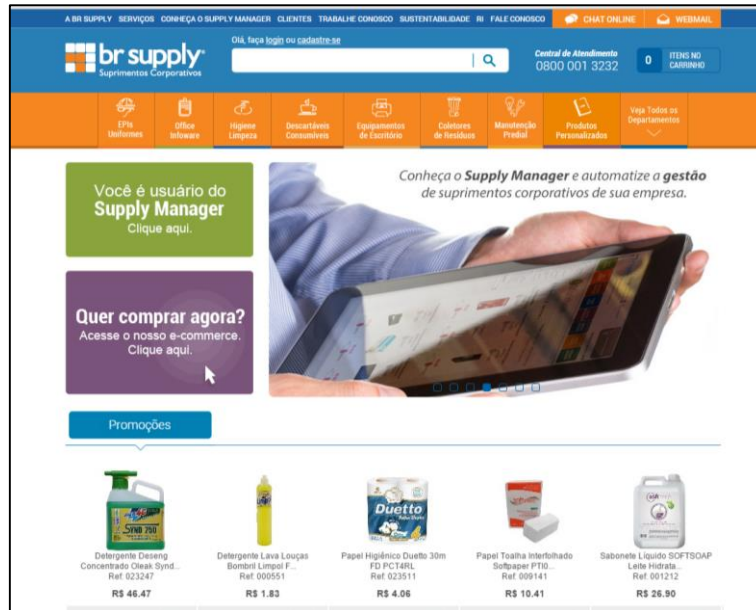 A BR SUPPLY SERVIÇOS CONHEÇA O SUPPLY MANAGER CLIENTES TRABALHE CONOSCO SUSTENTABILIDADE RI FALE CONOSCO CHAT ONLINE WEBMAIL
Olá, faça login ou cadastre-se
br supply
Suprimentos Corporativos
Central de Atendimento
0800 001 3232
0 ITENS NO
CARRINHO
EPIs
Uniformes
Office
Infoware
Higiene
Limpeza
Descartáveis
Consumíveis
Equipamentos
de Escritório
Coletores
de Resíduos
Manutenção
Predial
Produtos
Personalizados
Veja Todos os
Departamentos
Você é usuário do
Supply Manager
Clique aqui.
Conheça o Supply Manager e automatize a gestão
de suprimentos corporativos de sua empresa.
Quer comprar agora?
Acesse o nosso e-commerce.
Clique aqui.
Promoções
SYND 250
Duetto
Detergente Deseng
Concentrado Oleak Synd...
Ref: 023247
R$ 46.47
Detergente Lava Louças
Bombril Limpol F...
Ref: 000551
R$ 1.83
Papel Higiênico Duetto 30m
FD PCT4RL
Ref: 023511
R$ 4.06
Papel Toalha Interfolhado
Softpaper PTI0...
Ref: 009141
R$ 10.41
Sabonete Líquido SOFTSOAP
Leite Hidrata...
Ref: 001212
R$ 26.90